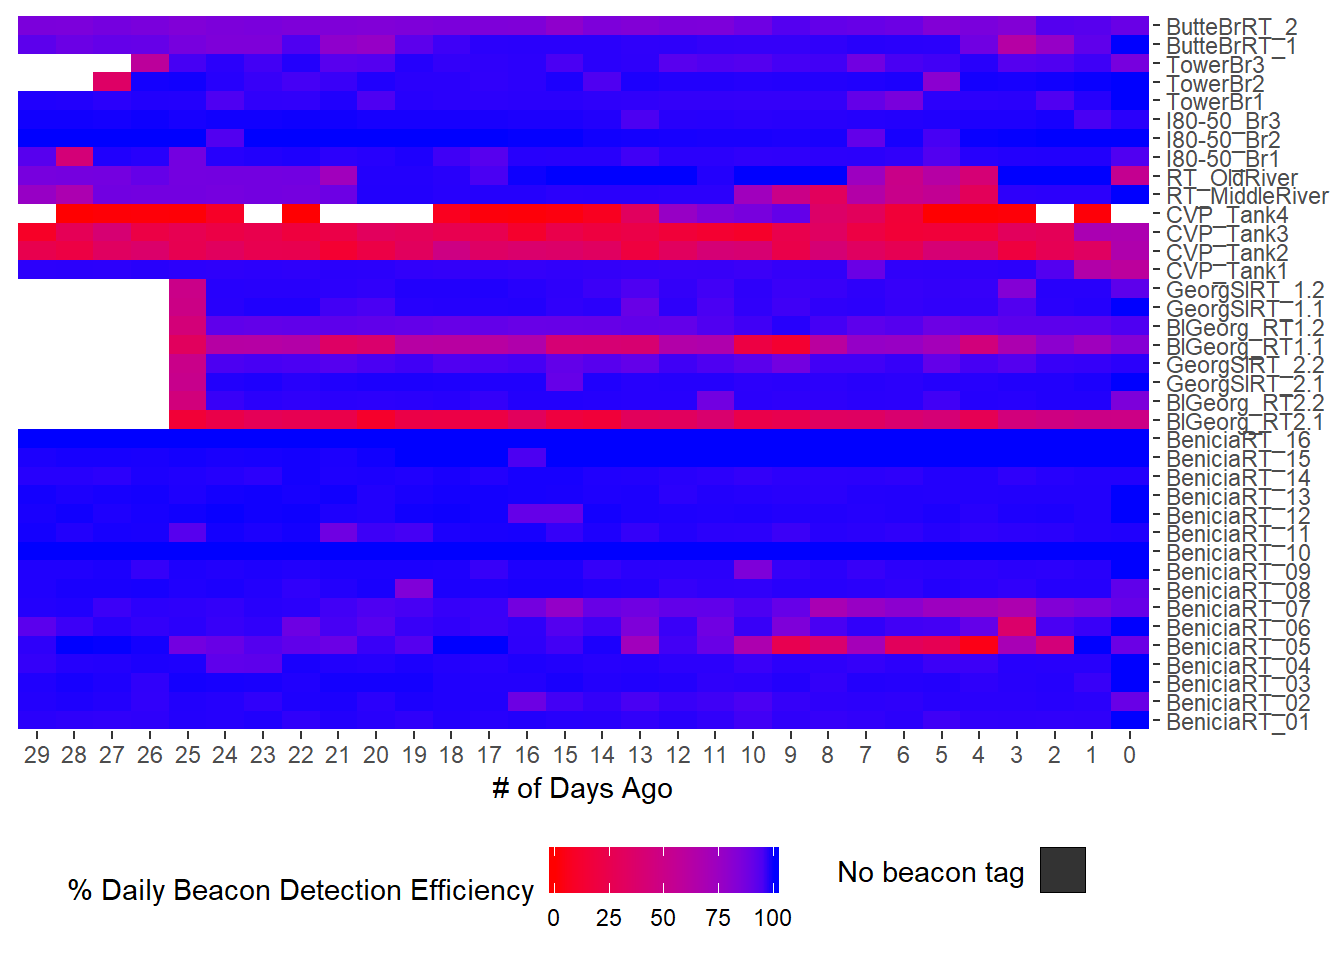 ButteBrRT_2
ButteBrRT_1
TowerBr3
TowerBr2
TowerBr1
I80-50_Br3
I80-50_Br2
I80-50_Br1
RT_OldRiver
RT_MiddleRiver
CVP_Tank4
CVP_Tank3
CVP_Tank2
CVP_Tank1
GeorgSlRT_1.2
GeorgSlRT_1.1
BlGeorg_RT1.2
BlGeorg_RT1.1
GeorgSlRT_2.2
GeorgSlRT_2.1
BlGeorg_RT2.2
BlGeorg_RT2.1
BeniciaRT_16
BeniciaRT_15
BeniciaRT_14
BeniciaRT_13
BeniciaRT_12
BeniciaRT_11
BeniciaRT_10
BeniciaRT_09
BeniciaRT_08
BeniciaRT_07
BeniciaRT_06
BeniciaRT_05
BeniciaRT_04
BeniciaRT_03
BeniciaRT_02
BeniciaRT_01
29 28 27 26 25 24 23 22 21 20 19 18 17 16 15 14 13 12 11 10 9 8 7 6 5 4 3 2 1 0
# of Days Ago
% Daily Beacon Detection Efficiency
0 25 50 75 100
No beacon tag